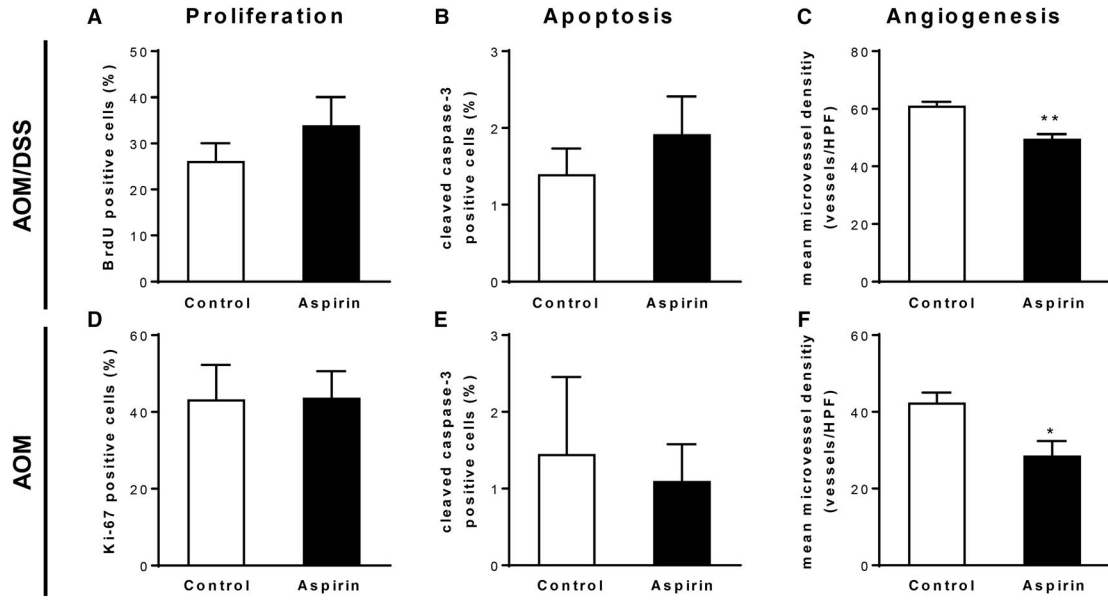 A Proliferation
B Apoptosis
C Angiogenesis
AOM/DSS
BrdU positive cells (%)
50
40
30
20
10
0
Control Aspirin
cleaved caspase-3
positive cells (%)
3
2
1
0
Control Aspirin
mean microvessel densitiy
(vessels/HPF)
80
60
40
20
0
**
Control Aspirin
AOM
D
Ki-67 positive cells (%)
60
40
20
0
Control Aspirin
E
cleaved caspase-3
positive cells (%)
3
2
1
0
Control Aspirin
F
mean microvessel densitiy
(vessels/HPF)
60
40
20
0
*
Control Aspirin